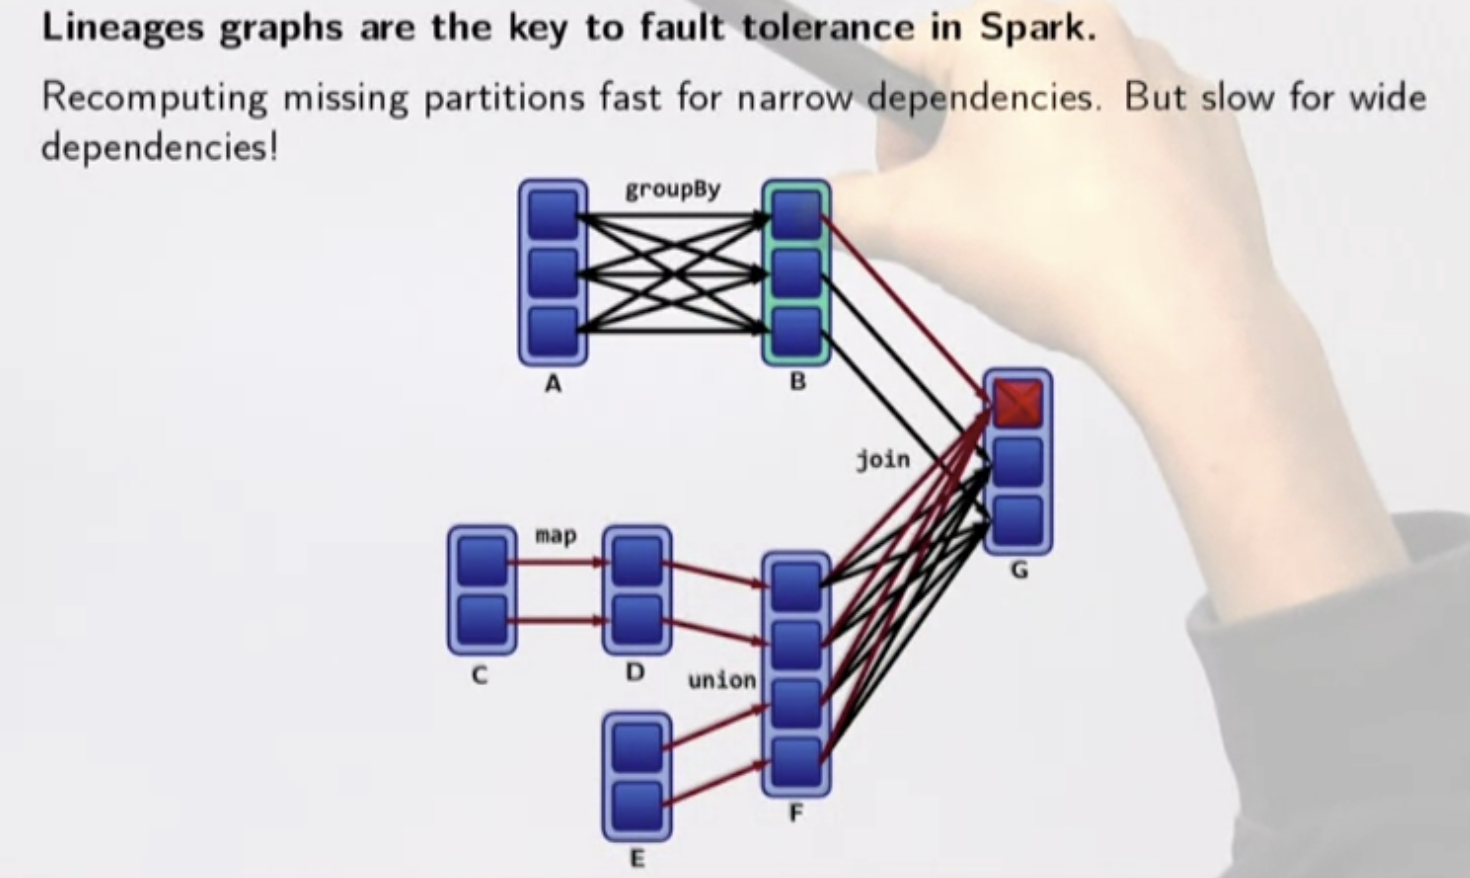 Lineages graphs are the key to fault tolerance in Spark.
Recomputing missing partitions fast for narrow dependencies. But slow for wide
dependencies!
groupBy
A
B
join
G
map
C
D
union
F
E